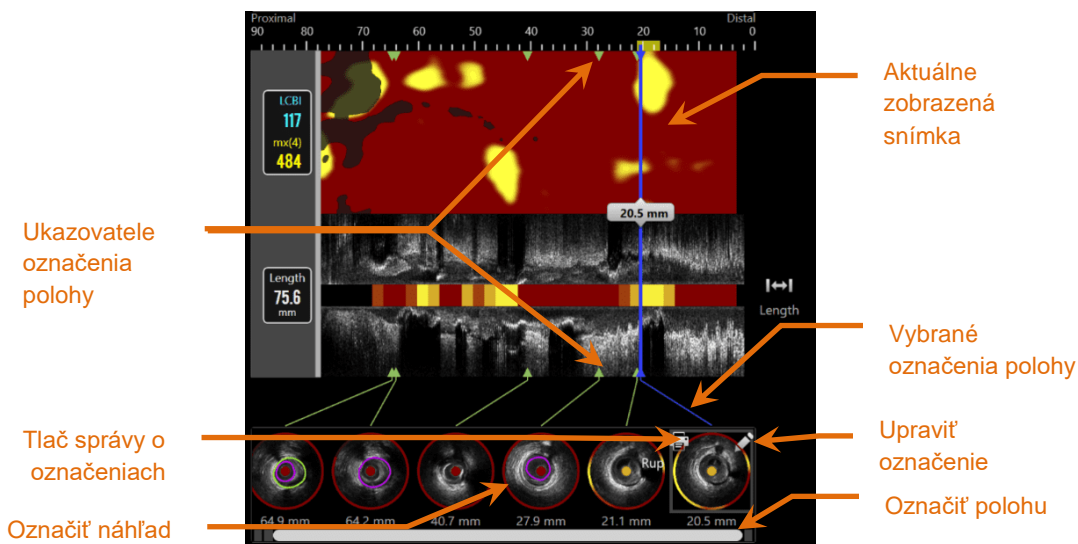 Proximal Distal
90 80 70 60 50 40 30 20 10 0
LCBI
117
mx(4)
484
20.5 mm
Length
75.6
mm
Length
Aktuálne
zobrazená
snímka
Ukazovatele
označenia
polohy
Vybrané
označenia polohy
Tlač správy o
označeniach
Upraviť
označenie
Označiť náhľad
Označiť polohu
Rup
64.9 mm 64.2 mm 40.7 mm 27.9 mm 21.1 mm 20.5 mm